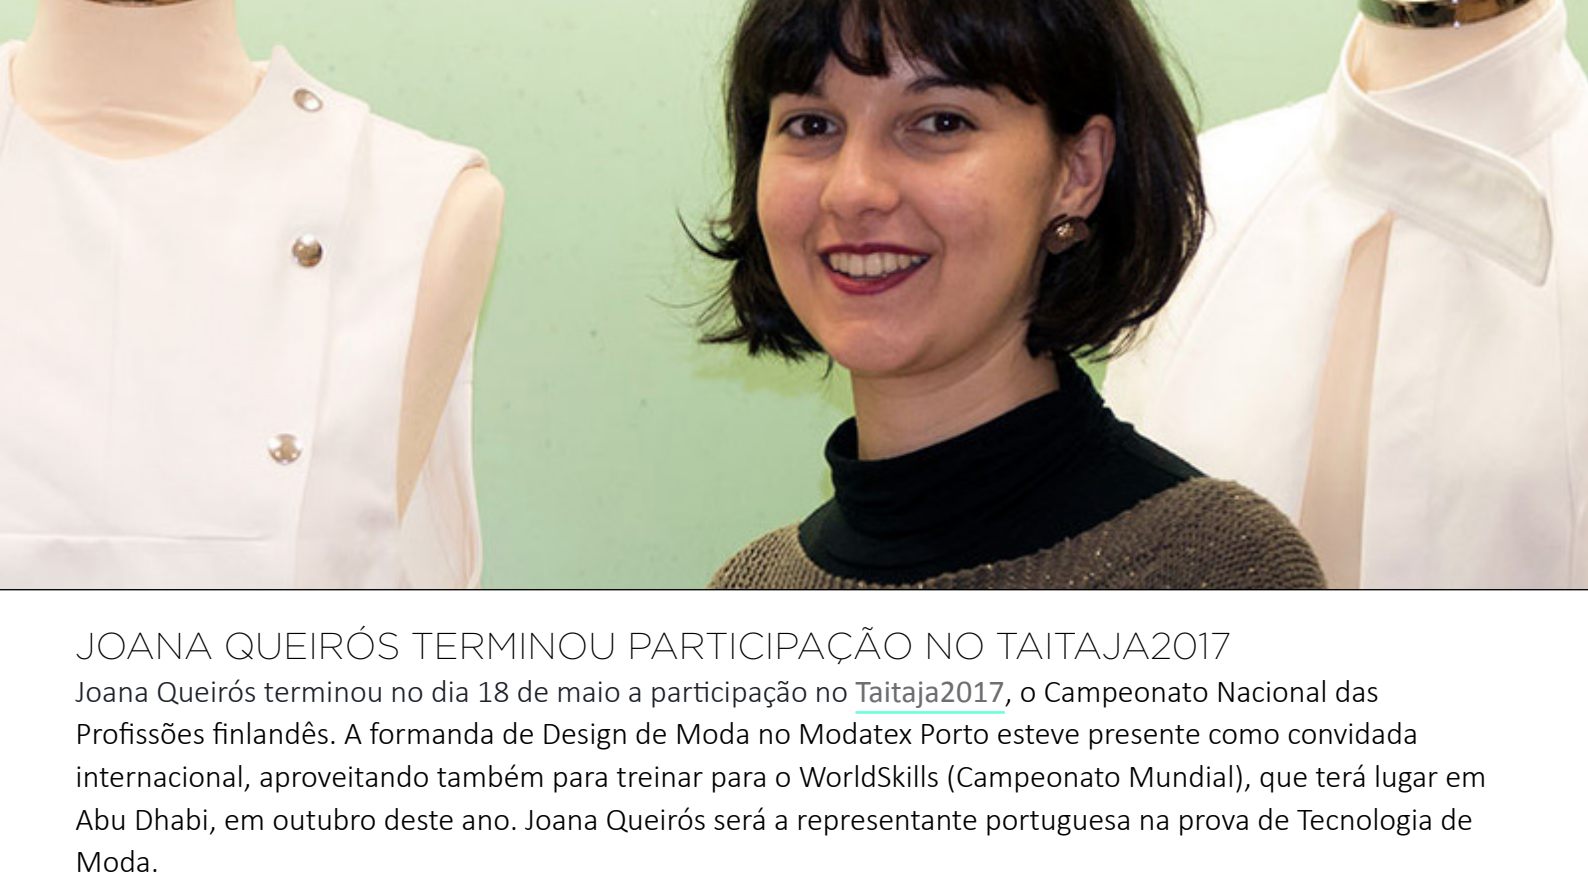 JOANA QUEIRÓS TERMINOU PARTICIPAÇÃO NO TAITAJA2017
Joana Queirós terminou no dia 18 de maio a participação no Taitaja2017, o Campeonato Nacional das
Profissões finlandês. A formanda de Design de Moda no Modatex Porto esteve presente como convidada
internacional, aproveitando também para treinar para o WorldSkills (Campeonato Mundial), que terá lugar em
Abu Dhabi, em outubro deste ano. Joana Queirós será a representante portuguesa na prova de Tecnologia de
Moda.